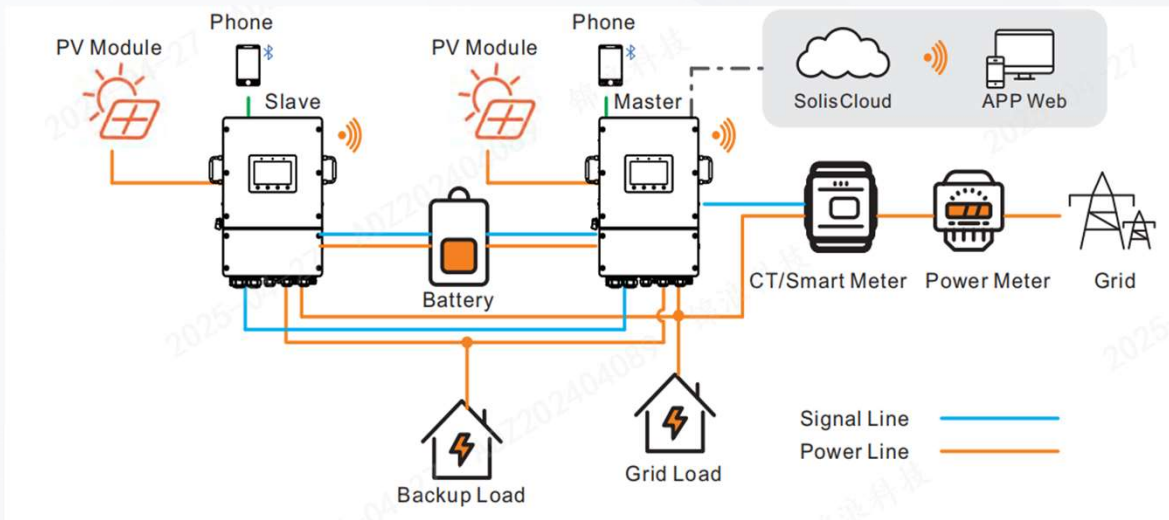 Phone
Phone
PV Module
PV Module
Slave
Master
SolisCloud
APP Web
Battery
CT/Smart Meter
Power Meter
Grid
Signal Line
Power Line
Grid Load
Backup Load